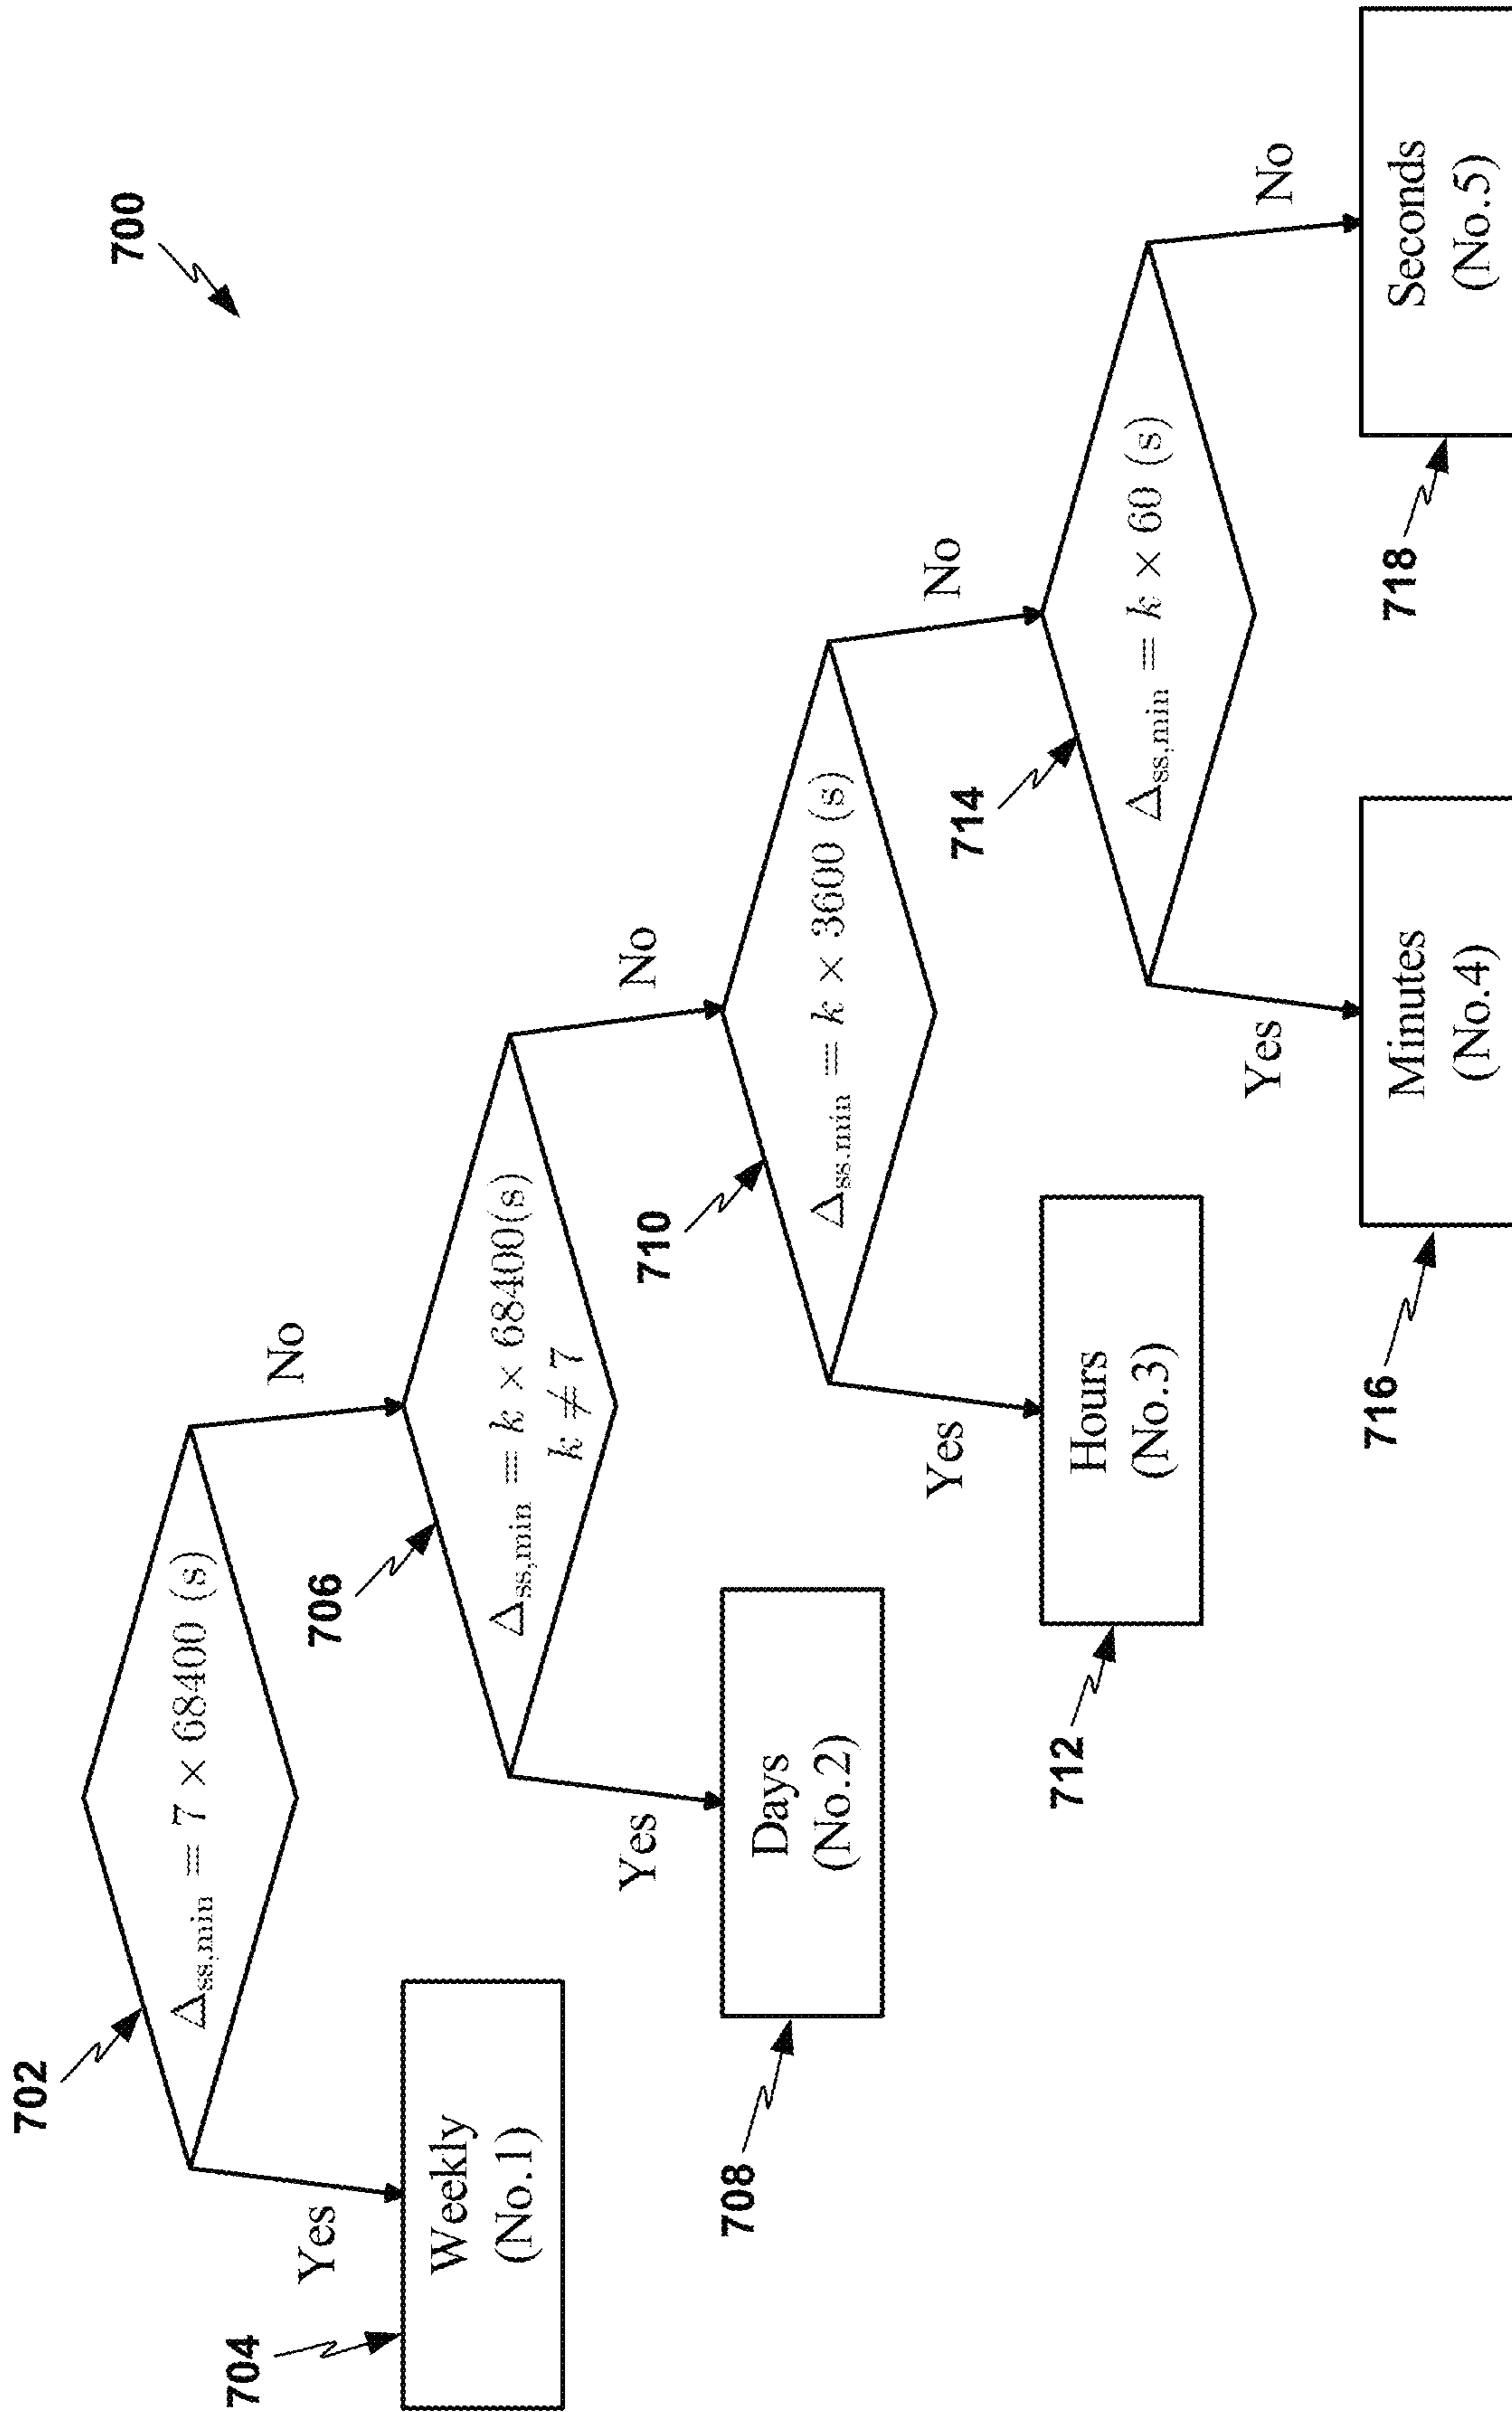 700
702
Δss,min = 7 × 68400 (s)
Yes
No
704
Weekly
(No.1)
706
Δss,min = k × 68400(s)
k ≠ 7
Yes
No
708
Days
(No.2)
710
Δss,min = k × 3600 (s)
Yes
No
712
Hours
(No.3)
714
Δss,min = k × 60 (s)
Yes
No
716
Minutes
(No.4)
718
Seconds
(No.5)